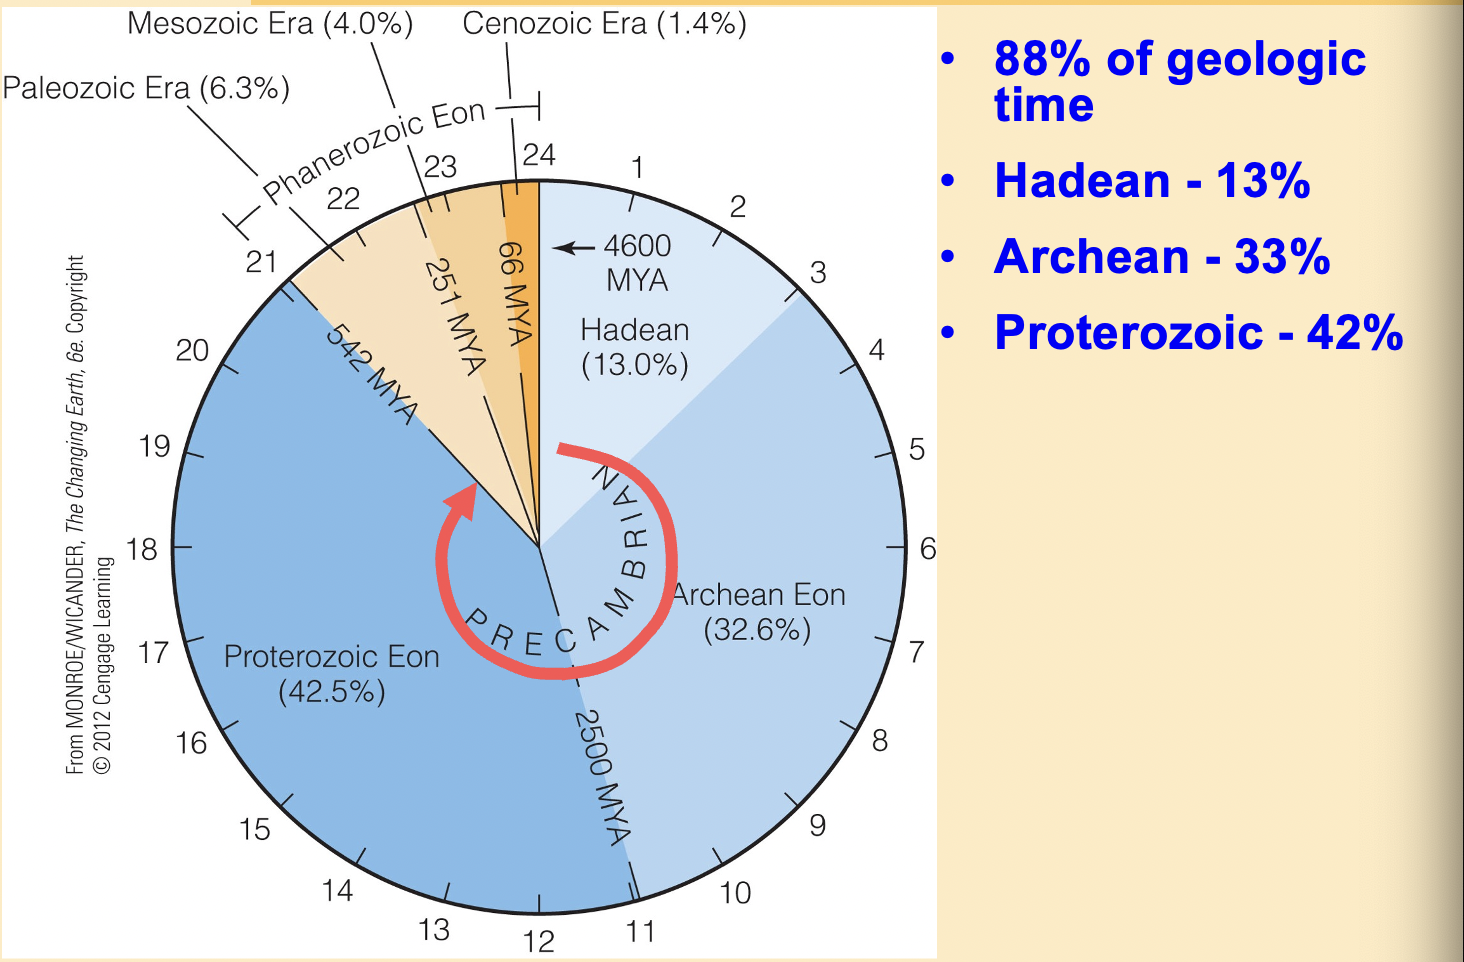 Mesozoic Era (4.0%)
Cenozoic Era (1.4%)
Paleozoic Era (6.3%)
Phanerozoic Eon
24
1
2
3
4
5
6
7
8
9
10
11
12
13
14
15
16
17
18
19
20
21
22
23
4600
MYA
Hadean
(13.0%)
66 MYA
251 MYA
542 MYA
PRECAMBRIAN
Archean Eon
(32.6%)
Proterozoic Eon
(42.5%)
2500 MYA
From MONROE/WICANDER, The Changing Earth, 6e. Copyright
© 2012 Cengage Learning
• 88% of geologic
time
• Hadean - 13%
• Archean - 33%
• Proterozoic - 42%